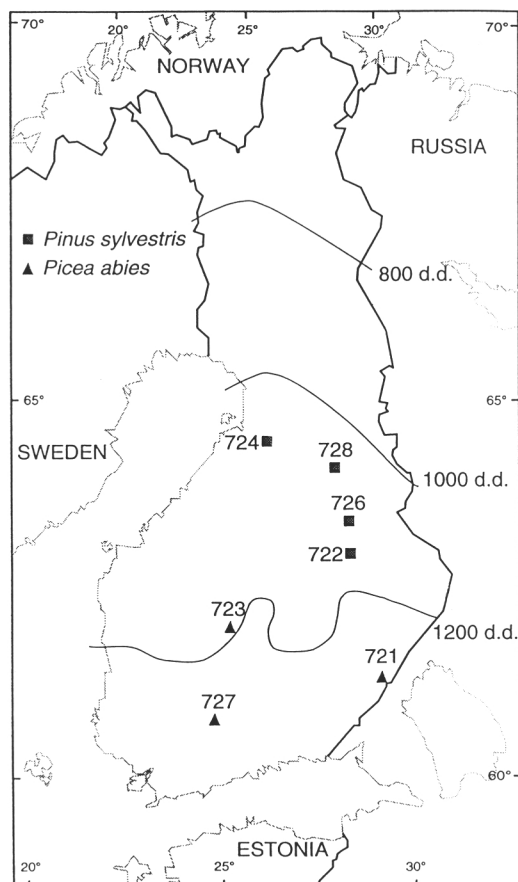 70° 20° 25° 30° 70°
NORWAY
RUSSIA
■ Pinus sylvestris
▲ Picea abies
800 d.d.
65° 65°
724
SWEDEN
728
1000 d.d.
726
722
723
1200 d.d.
721
727
60°
ESTONIA
20° 25° 30°